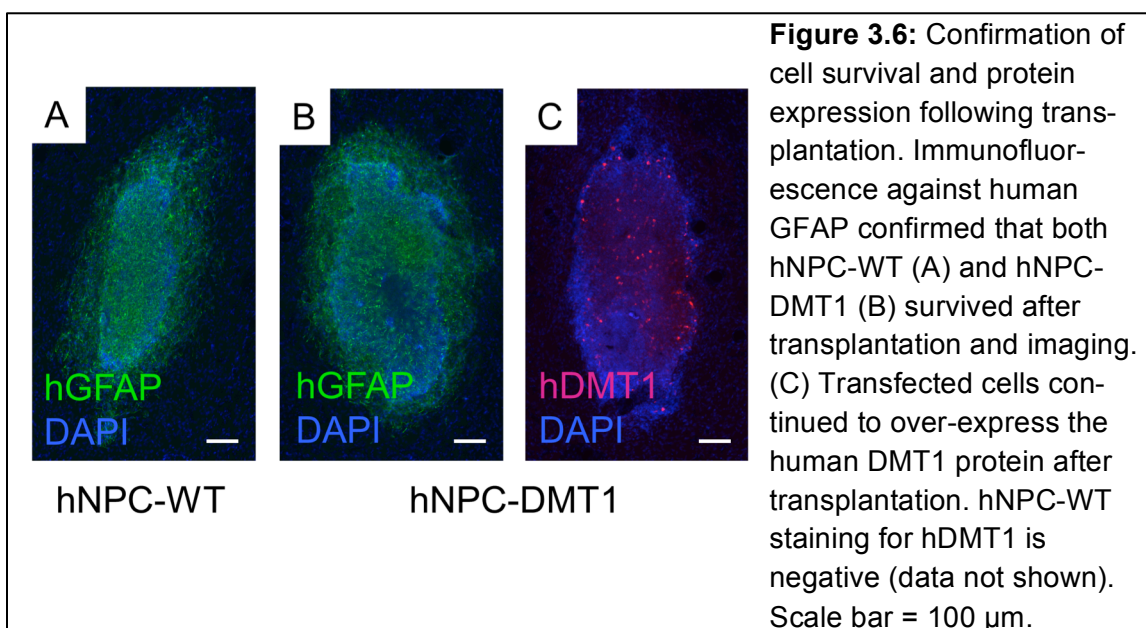 A
B
C
hGFAP
DAPI
hGFAP
DAPI
hDMT1
DAPI
hNPC-WT
hNPC-DMT1
Figure 3.6: Confirmation of
cell survival and protein
expression following trans-
plantation. Immunofluor-
escence against human
GFAP confirmed that both
hNPC-WT (A) and hNPC-
DMT1 (B) survived after
transplantation and imaging.
(C) Transfected cells con-
tinued to over-express the
human DMT1 protein after
transplantation. hNPC-WT
staining for hDMT1 is
negative (data not shown).
Scale bar = 100 µm.